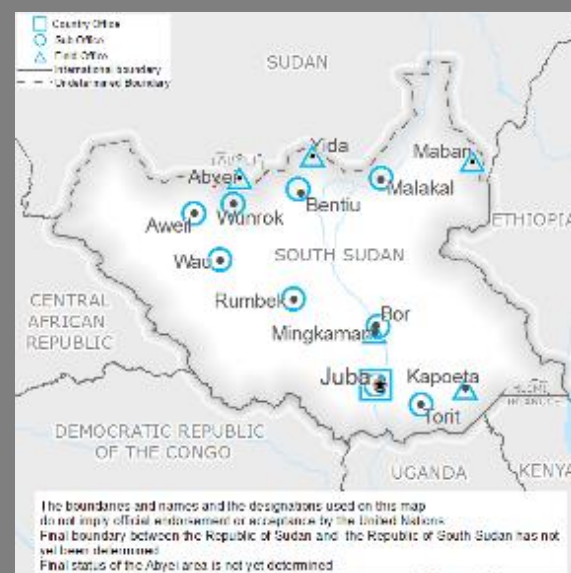 Country Office
Sub Office
Field Office
International boundary
Undetermined Boundary
SUDAN
Yida
Maban
Abyei
Malakal
Bentiu
Wunrok
Aweil
ETHIOPIA
SOUTH SUDAN
Wau
CENTRAL
AFRICAN
REPUBLIC
Rumbek
Bor
Mingkaman
Juba
Kapoeta
Torit
DEMOCRATIC REPUBLIC
OF THE CONGO
UGANDA
KENYA
The boundaries and names and the designations used on this map
do not imply official endorsement or acceptance by the United Nations
Final boundary between the Republic of Sudan and the Republic of South Sudan has not
yet been determined
Final status of the Abyei area is not yet determined